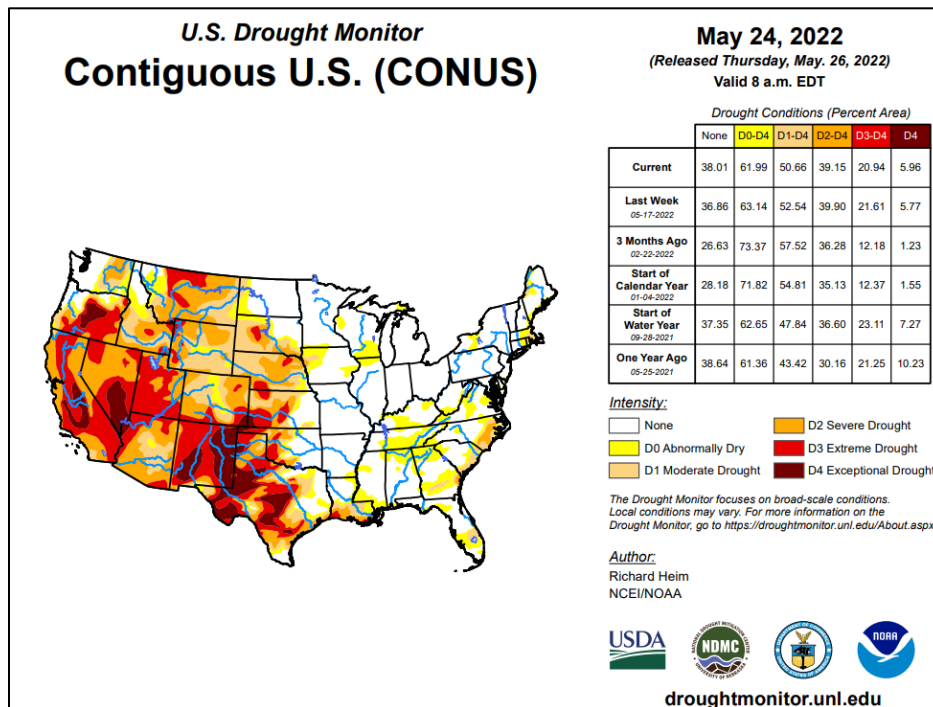 U.S. Drought Monitor
Contiguous U.S. (CONUS)
May 24, 2022
(Released Thursday, May. 26, 2022)
Valid 8 a.m. EDT
Drought Conditions (Percent Area)
None D0-D4 D1-D4 D2-D4 D3-D4 D4
Current 38.01 61.99 50.66 39.15 20.94 5.96
Last Week 36.86 63.14 52.54 39.90 21.61 5.77
05-17-2022
3 Months Ago 26.63 73.37 57.52 36.28 12.18 1.23
02-22-2022
Start of
Calendar Year 28.18 71.82 54.81 35.13 12.37 1.55
01-04-2022
Start of
Water Year 37.35 62.65 47.84 36.60 23.11 7.27
09-28-2021
One Year Ago 38.64 61.36 43.42 30.16 21.25 10.23
05-25-2021
Intensity:
None
D2 Severe Drought
D0 Abnormally Dry
D3 Extreme Drought
D1 Moderate Drought
D4 Exceptional Drought
The Drought Monitor focuses on broad-scale conditions.
Local conditions may vary. For more information on the
Drought Monitor, go to https://droughtmonitor.unl.edu/About.aspx
Author:
Richard Heim
NCEI/NOAA
USDA
NDMC
NOAA
droughtmonitor.unl.edu